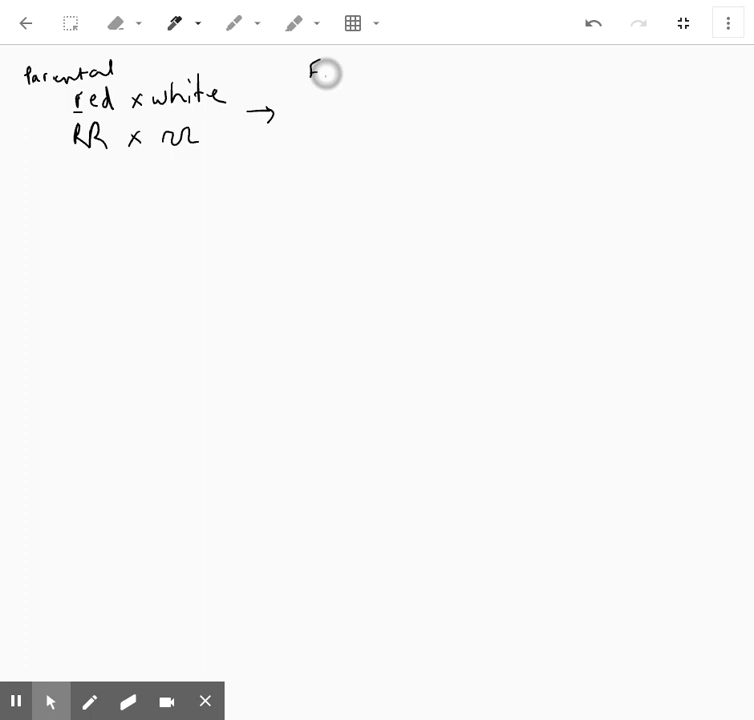 Parental
red x white →
RR x rr
F